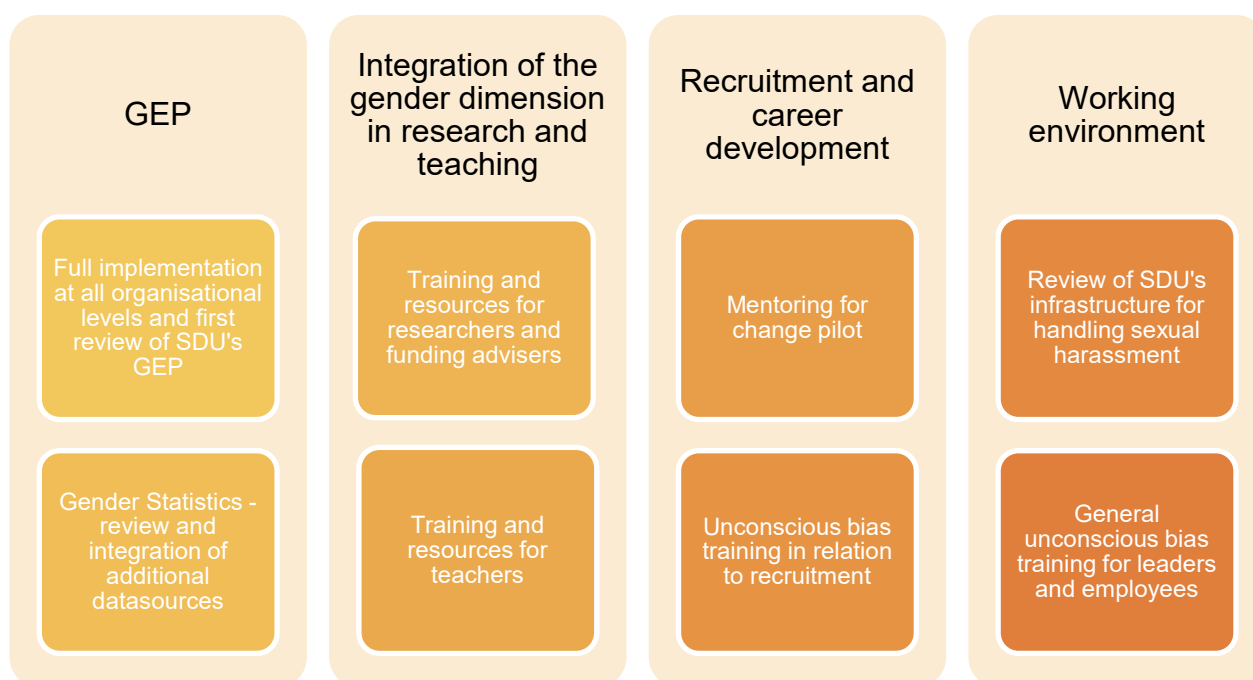 GEP
Full implementation
at all organisational
levels and first
review of SDU's
GEP
Gender Statistics -
review and
integration of
additional
datasources
Integration of the
gender dimension
in research and
teaching
Training and
resources for
researchers and
funding advisers
Training and
resources for
teachers
Recruitment and
career
development
Mentoring for
change pilot
Unconscious bias
training in relation
to recruitment
Working
environment
Review of SDU's
infrastructure for
handling sexual
harassment
General
unconscious bias
training for leaders
and employees